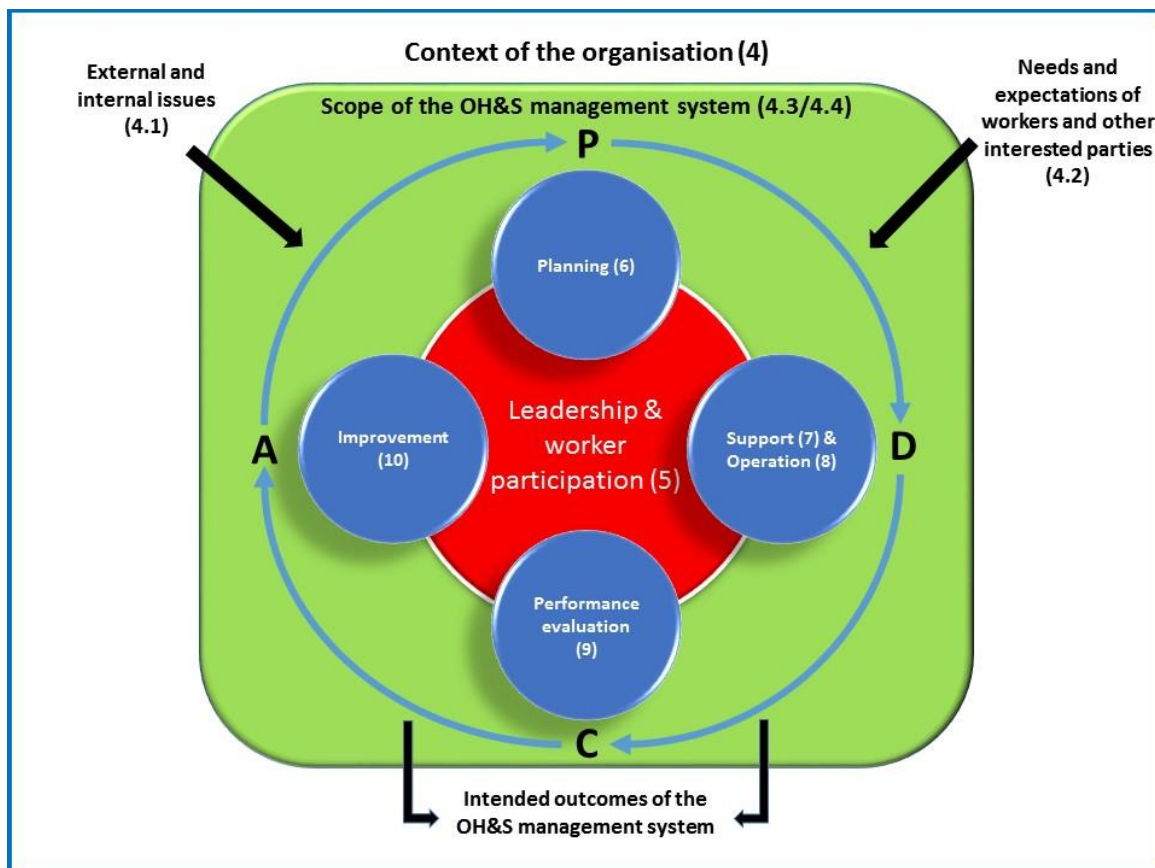 Context of the organisation (4)
External and
internal issues
(4.1)
Needs and
expectations of
workers and other
interested parties
(4.2)
Scope of the OH&S management system (4.3/4.4)
P
Planning (6)
A
Improvement
(10)
Leadership &
worker
participation (5)
Support (7) &
Operation (8)
D
Performance
evaluation
(9)
C
Intended outcomes of the
OH&S management system